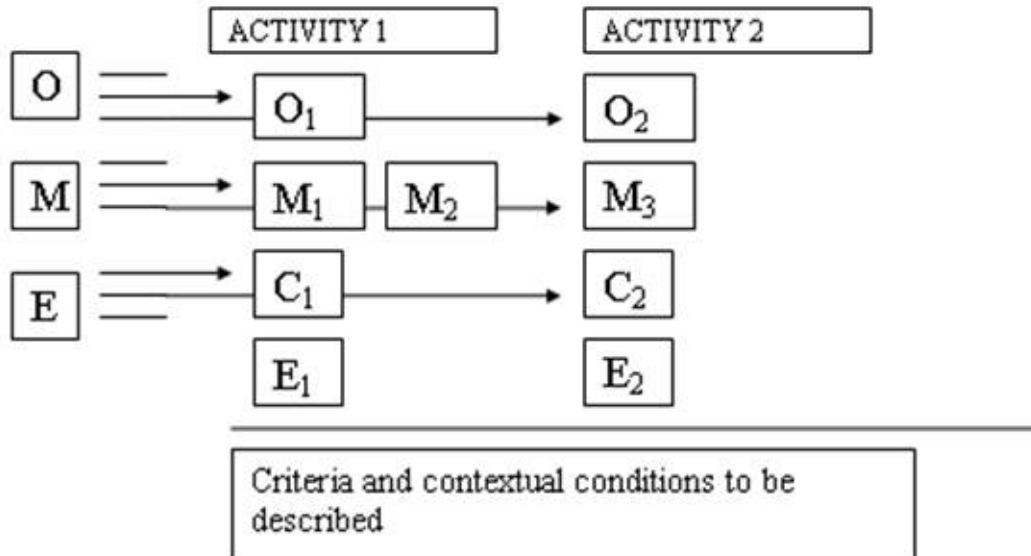 ACTIVITY 1 ACTIVITY 2
O O₁ O₂
M M₁ M₂ M₃
E C₁ C₂
E₁ E₂
Criteria and contextual conditions to be
described